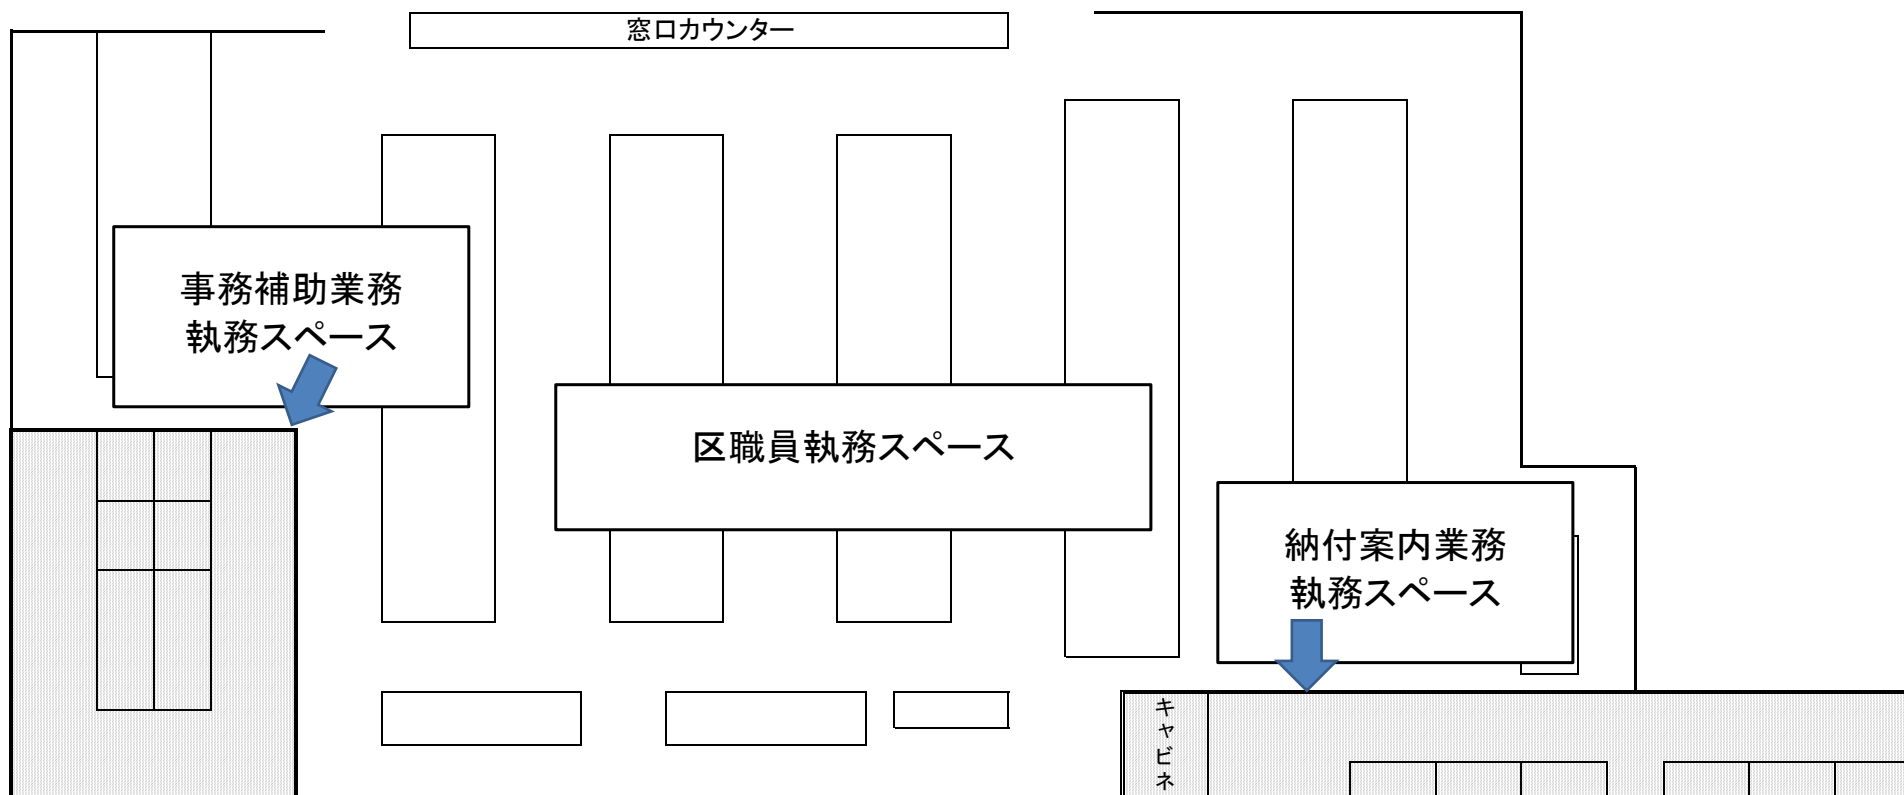 窓口カウンター
事務補助業務
執務スペース
区職員執務スペース
納付案内業務
執務スペース
キャビネ